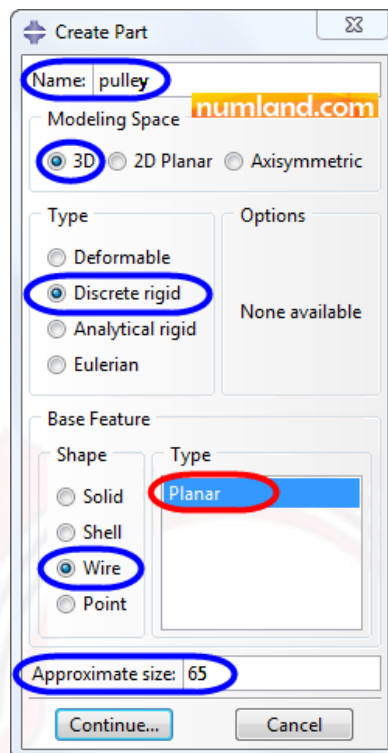 Create Part
Name: pulley
numland.com
Modeling Space
3D 2D Planar Axisymmetric
Type
Options
Deformable
Discrete rigid
Analytical rigid
Eulerian
None available
Base Feature
Shape
Type
Solid
Shell
Wire
Point
Planar
Approximate size: 65
Continue... Cancel